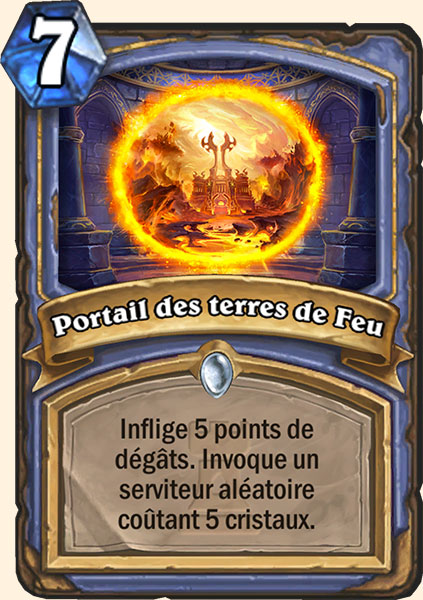 7
Portail des terres de Feu
Inflige 5 points de
dégâts. Invoque un
serviteur aléatoire
coûtant 5 cristaux.